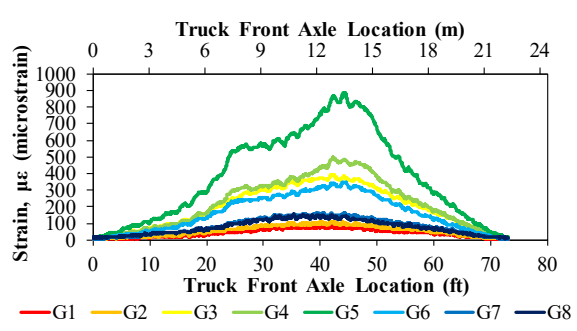 Truck Front Axle Location (m)
0 3 6 9 12 15 18 21 24
Strain, με (microstrain)
1000
900
800
700
600
500
400
300
200
100
0
0 10 20 30 40 50 60 70 80
Truck Front Axle Location (ft)
G1 G2 G3 G4 G5 G6 G7 G8